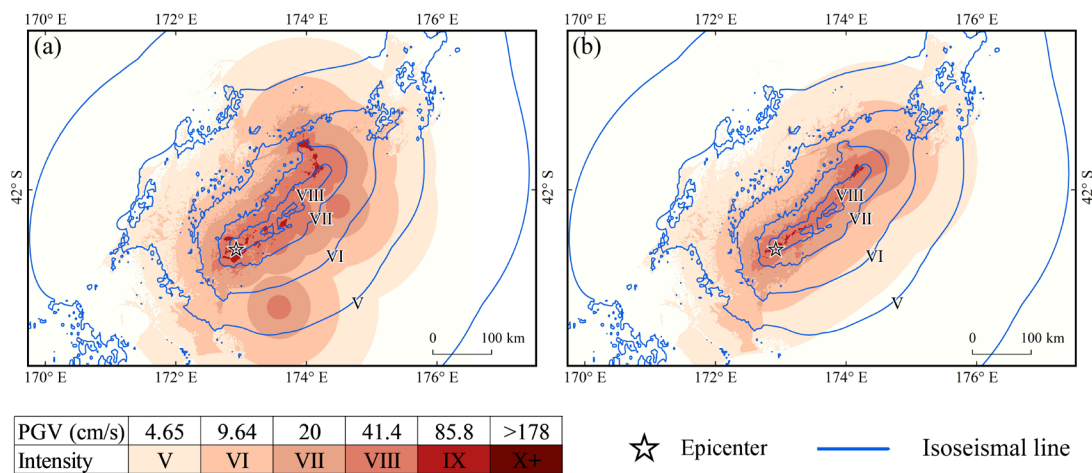 170° E 172° E 174° E 176° E 170° E 172° E 174° E 176° E
(a) (b)
42° S 42° S
VIII VIII
VII VII
VI VI
V V
0 100 km 0 100 km
170° E 172° E 174° E 176° E 170° E 172° E 174° E 176° E
PGV (cm/s) 4.65 9.64 20 41.4 85.8 >178
Intensity V VI VII VIII IX X+
Epicenter Isoseismal line